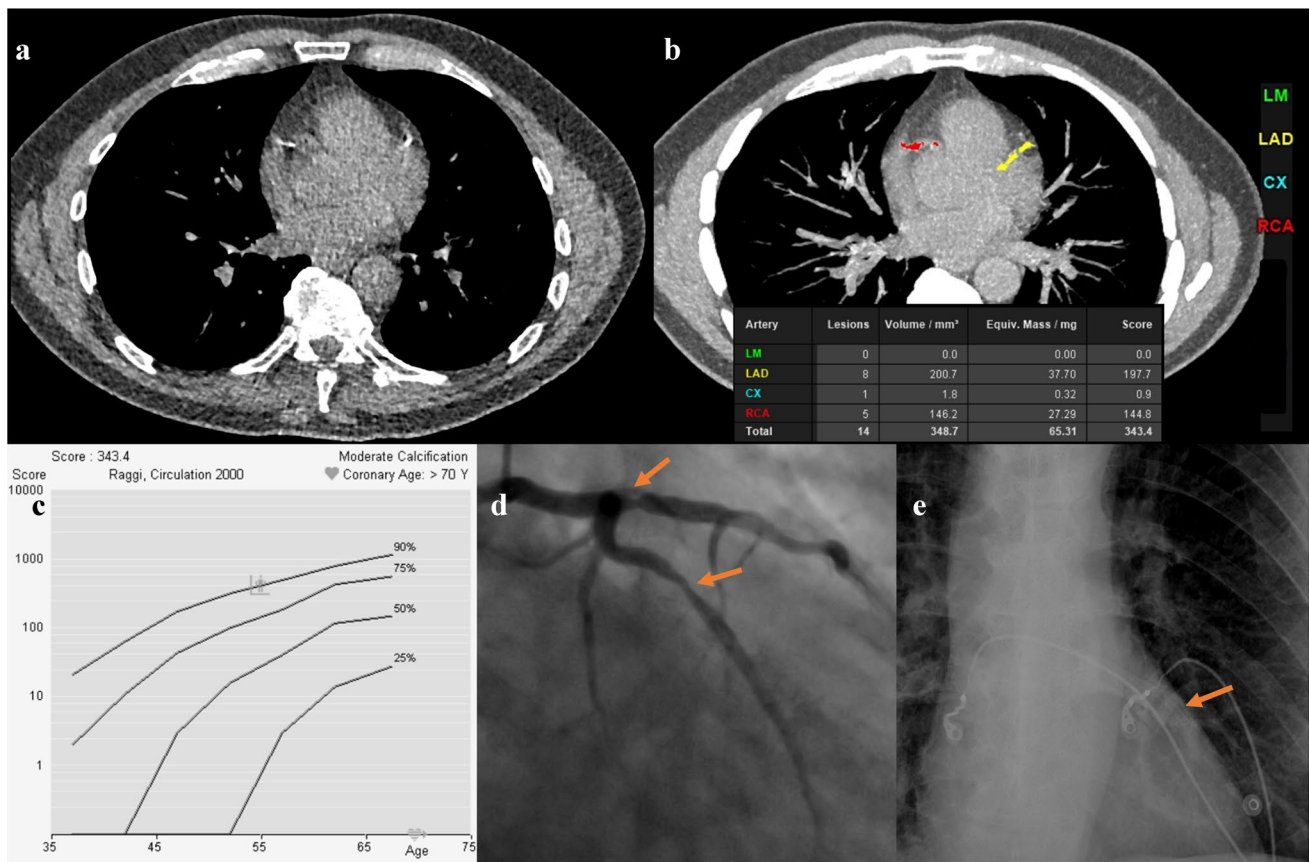 a
b
LM
LAD
CX
RCA
Artery Lesions Volume / mm³ Equiv. Mass / mg Score
LM 0 0.0 0.00 0.0
LAD 8 200.7 37.70 197.7
CX 1 1.8 0.32 0.9
RCA 5 146.2 27.29 144.8
Total 14 348.7 65.31 343.4
Score : 343.4 Moderate Calcification
Score Raggi, Circulation 2000 Coronary Age: > 70 Y
c
10000
1000
100
10
1
90%
75%
50%
25%
35 45 55 65 75
Age
d
e